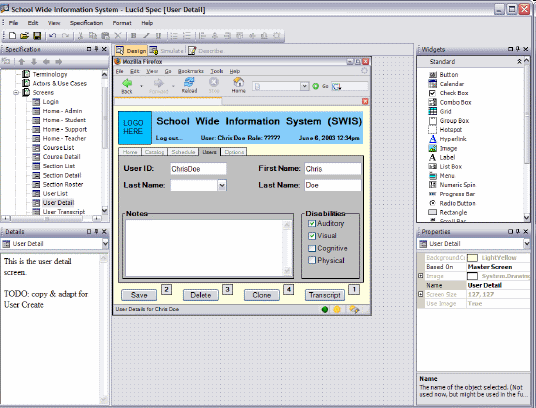 School Wide Information System - Lucid Spec [User Detail]
File Edit View Specification Format Help
Specification
Terminology
Actors & Use Cases
Screens
Login
Home - Admin
Home - Student
Home - Support
Home - Teacher
Course List
Course Detail
Section List
Section Detail
Section Roster
User List
User Detail
User Transcript
Details
User Detail
This is the user detail
screen.
TODO: copy & adapt for
User Create
Design Simulate Describe
Mozilla Firefox
File Edit View Go Bookmarks Tools Help
Back Forward Reload Stop Home Go
LOGO
HERE
School Wide Information System (SWIS)
Log out... User: Chris Doe Role: ????? June 6, 2003 12:34pm
Home Catalog Schedule Users Options
User ID: ChrisDoe First Name: Chris
Last Name: Last Name: Doe
Notes Disabilities
Auditory
Visual
Cognitive
Physical
Save 2 Delete 3 Clone 4 Transcript 1
User Details for Chris Doe
Widgets
Standard
Button
Calendar
Check Box
Combo Box
Grid
Group Box
Hotspot
Hyperlink
Image
Label
List Box
Menu
Numeric Spin
Progress Bar
Radio Button
Rectangle
Scroll Bar
Properties
User Detail
LightYellow
Based On Master Screen
Image
Name User Detail
Screen Size 127, 127
Use Image True
Name
The name of the object selected. (Not
used now, but might be used in the fu...